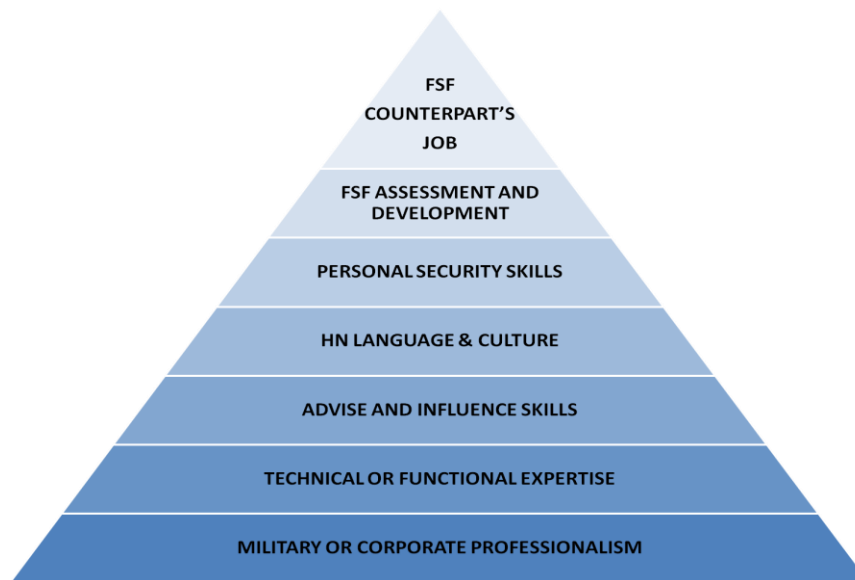 FSF
COUNTERPART'S
JOB
FSF ASSESSMENT AND
DEVELOPMENT
PERSONAL SECURITY SKILLS
HN LANGUAGE & CULTURE
ADVISE AND INFLUENCE SKILLS
TECHNICAL OR FUNCTIONAL EXPERTISE
MILITARY OR CORPORATE PROFESSIONALISM